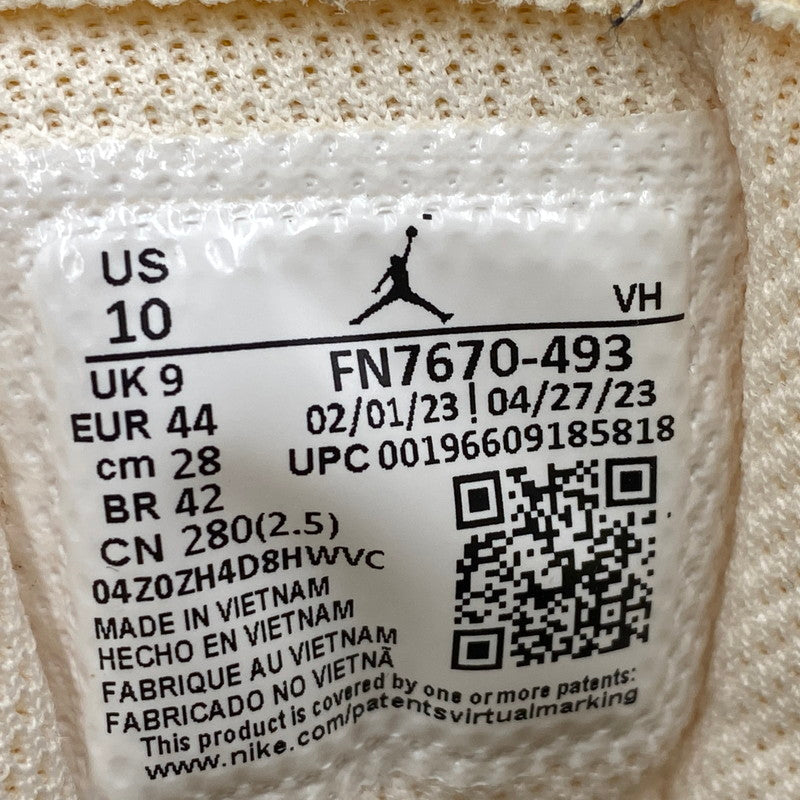 US
10
VH
UK 9
FN7670-493
EUR 44
02/01/23 ! 04/27/23
cm 28
UPC 00196609185818
BR 42
CN 280(2.5)
04Z0ZH4D8HWVC
MADE IN VIETNAM
HECHO EN VIETNAM
FABRIQUE AU VIETNAM
FABRICADO NO VIETNÃ
This product is covered by one or more patents:
www.nike.com/patentsvirtualmarking